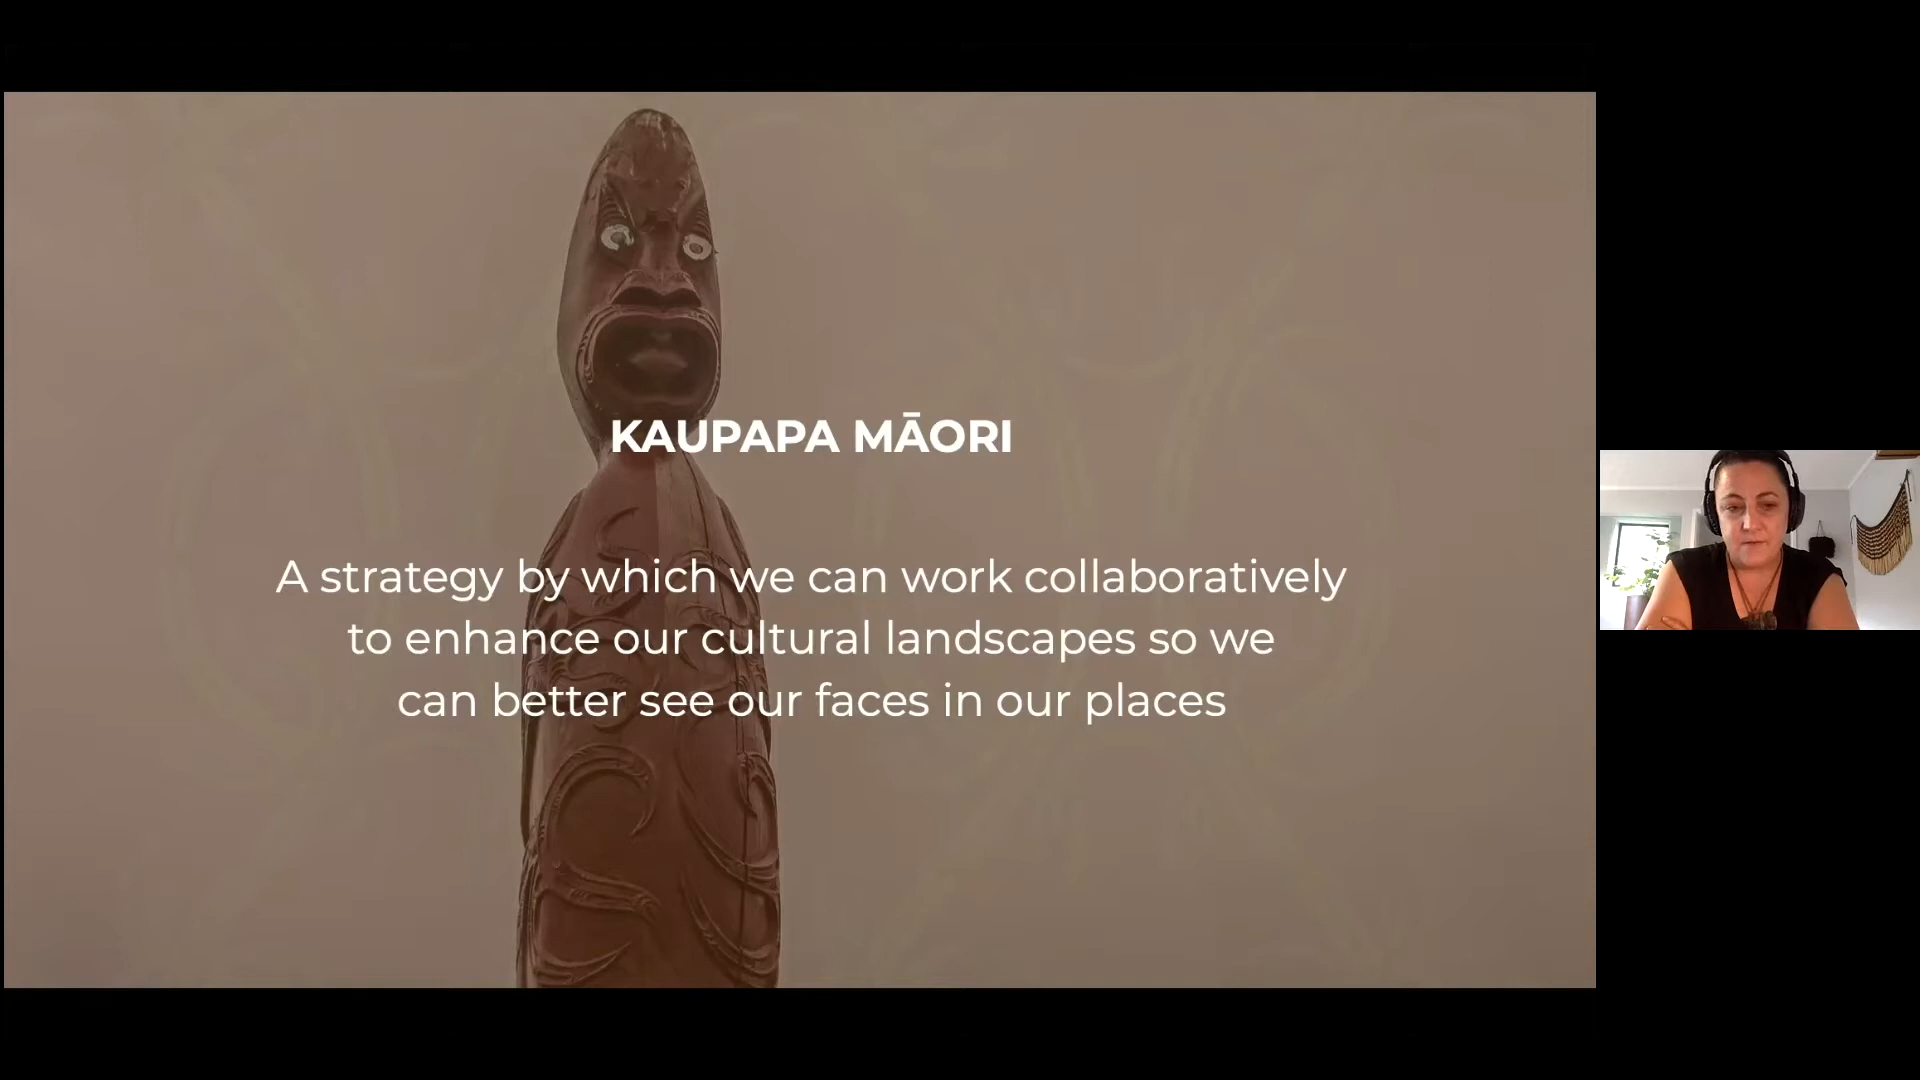 KAUPAPA MĀORI
A strategy by which we can work collaboratively
to enhance our cultural landscapes so we
can better see our faces in our places